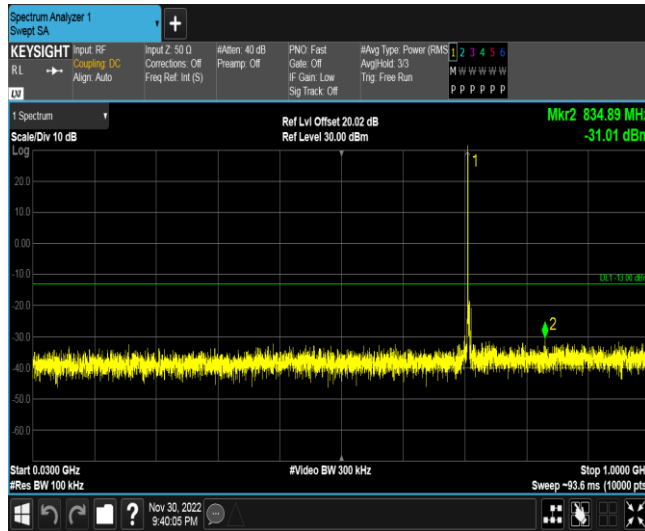 Spectrum Analyzer 1
Swept SA
+
KEYSIGHT
RL
LXI
Input: RF
Coupling: DC
Align: Auto
Input Z: 50 Ω
Corrections: Off
Freq Ref: Int (S)
#Atten: 40 dB
Preamp: Off
PNO: Fast
Gate: Off
IF Gain: Low
Sig Track: Off
#Avg Type: Power (RMS
Avg|Hold: 3/3
Trig: Free Run
1 2 3 4 5 6
M W W W W W
P P P P P P
1 Spectrum
Scale/Div 10 dB
Log
Ref Lvl Offset 20.02 dB
Ref Level 30.00 dBm
Mkr2 834.89 MHz
-31.01 dBm
1
20.0
10.0
0.00
-10.0
DL1 -13.00 dBm
-20.0
2
-30.0
-40.0
-50.0
-60.0
Start 0.0300 GHz
#Res BW 100 kHz
#Video BW 300 kHz
Stop 1.0000 GH
Sweep ~93.6 ms (10000 pts
?
Nov 30, 2022
9:40:05 PM